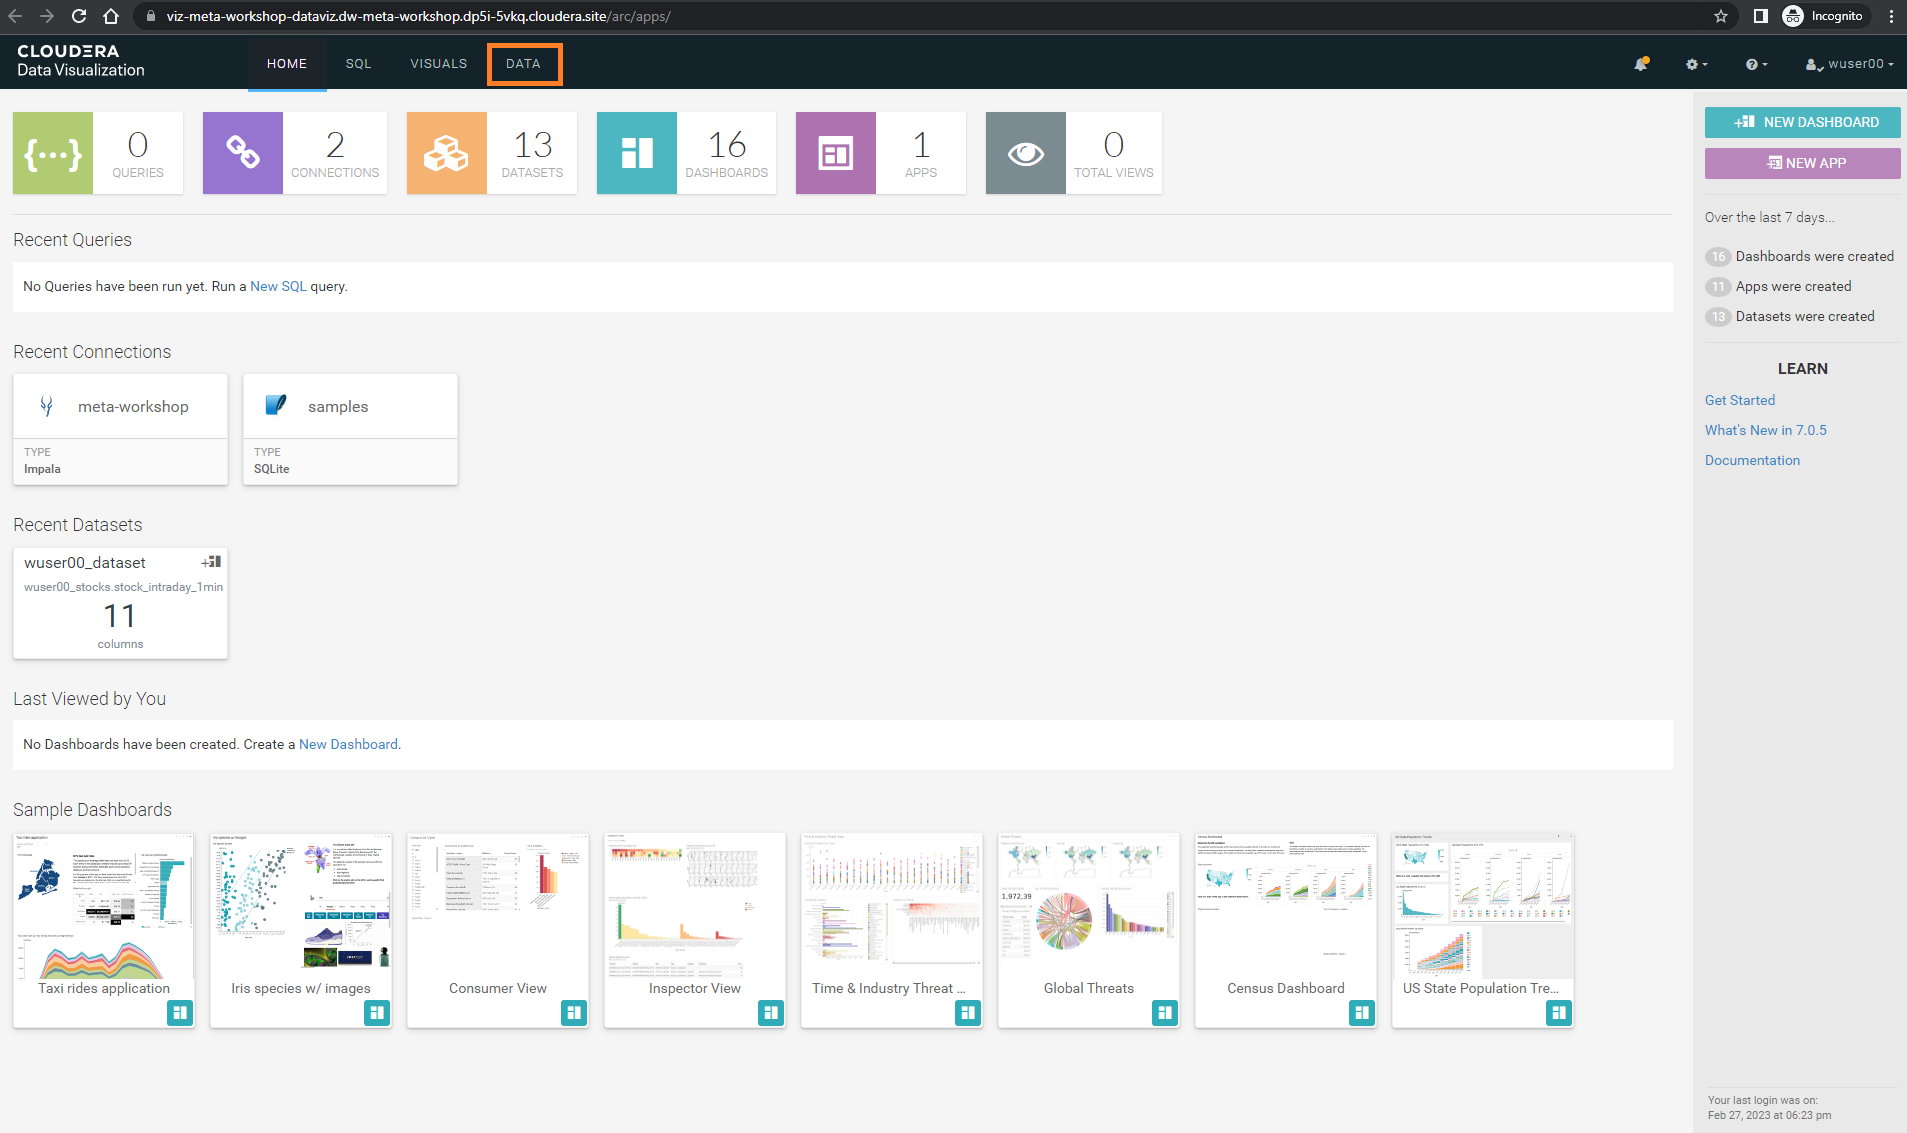 viz-meta-workshop-dataviz.dw-meta-workshop.dp5i-5vkq.cloudera.site/arc/apps/
Incognito
CLOUDERA
Data Visualization
HOME
SQL
VISUALS
DATA
wuser00
0
QUERIES
2
CONNECTIONS
13
DATASETS
16
DASHBOARDS
1
APPS
0
TOTAL VIEWS
NEW DASHBOARD
NEW APP
Over the last 7 days...
16 Dashboards were created
11 Apps were created
13 Datasets were created
LEARN
Get Started
What's New in 7.0.5
Documentation
Recent Queries
No Queries have been run yet. Run a New SQL query.
Recent Connections
meta-workshop
TYPE
Impala
samples
TYPE
SQLite
Recent Datasets
wuser00_dataset
wuser00_stocks.stock_intraday_1min
11
columns
Last Viewed by You
No Dashboards have been created. Create a New Dashboard.
Sample Dashboards
1,972,39
Taxi rides application
Iris species w/ images
Consumer View
Inspector View
Time & Industry Threat ...
Global Threats
Census Dashboard
US State Population Tre...
Your last login was on:
Feb 27, 2023 at 06:23 pm